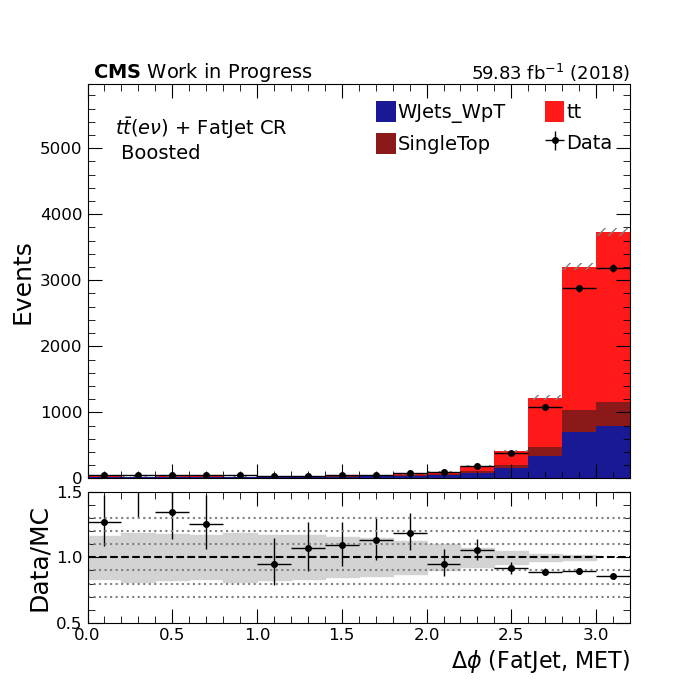 CMS Work in Progress 59.83 fb⁻¹ (2018)
tt̄(eν) + FatJet CR
Boosted
WJets_WpT tt
SingleTop Data
Events
5000
4000
3000
2000
1000
0
Data/MC
1.5
1.0
0.5
0.0 0.5 1.0 1.5 2.0 2.5 3.0
Δϕ (FatJet, MET)